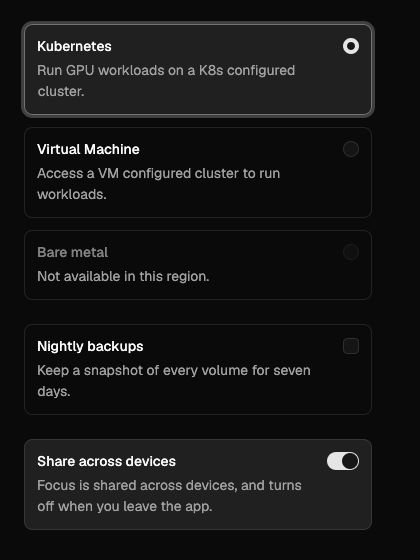 Kubernetes
Run GPU workloads on a K8s configured
cluster.
Virtual Machine
Access a VM configured cluster to run
workloads.
Bare metal
Not available in this region.
Nightly backups
Keep a snapshot of every volume for seven
days.
Share across devices
Focus is shared across devices, and turns
off when you leave the app.